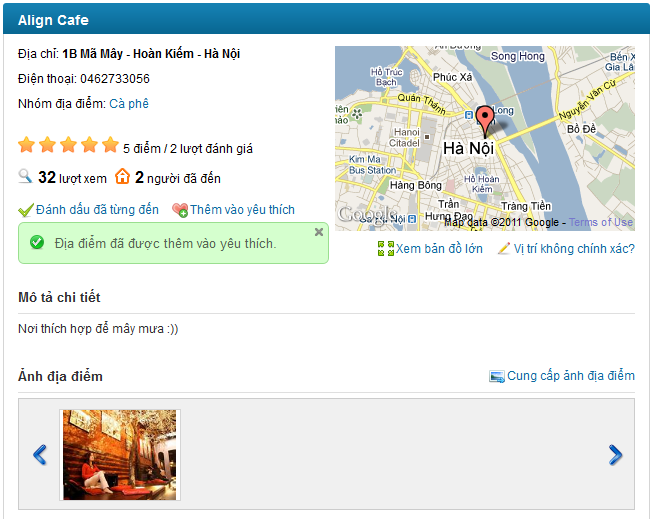 Align Cafe
Địa chỉ: 1B Mã Mây - Hoàn Kiếm - Hà Nội
Điện thoại: 0462733056
Nhóm địa điểm: Cà phê
5 điểm / 2 lượt đánh giá
32 lượt xem 2 người đã đến
Đánh dấu đã từng đến Thêm vào yêu thích
Địa điểm đã được thêm vào yêu thích.
Song Hong
Hồ Trúc Bạch
Phúc Xá
Quán Thánh
Long
Nguyễn Văn Cừ
Gia Lâ
Bồ Đề
Hanoi Citadel
Hà Nội
Kim Ma Bus Station
Hàng Bông
Hồ Hoàn Kiếm
Tràng Tiền
Trần Hưng Đạo
Google
Map data ©2011 Google - Terms of Use
Xem bản đồ lớn Vị trí không chính xác?
Mô tả chi tiết
Nơi thích hợp để mây mưa :))
Ảnh địa điểm
Cung cấp ảnh địa điểm